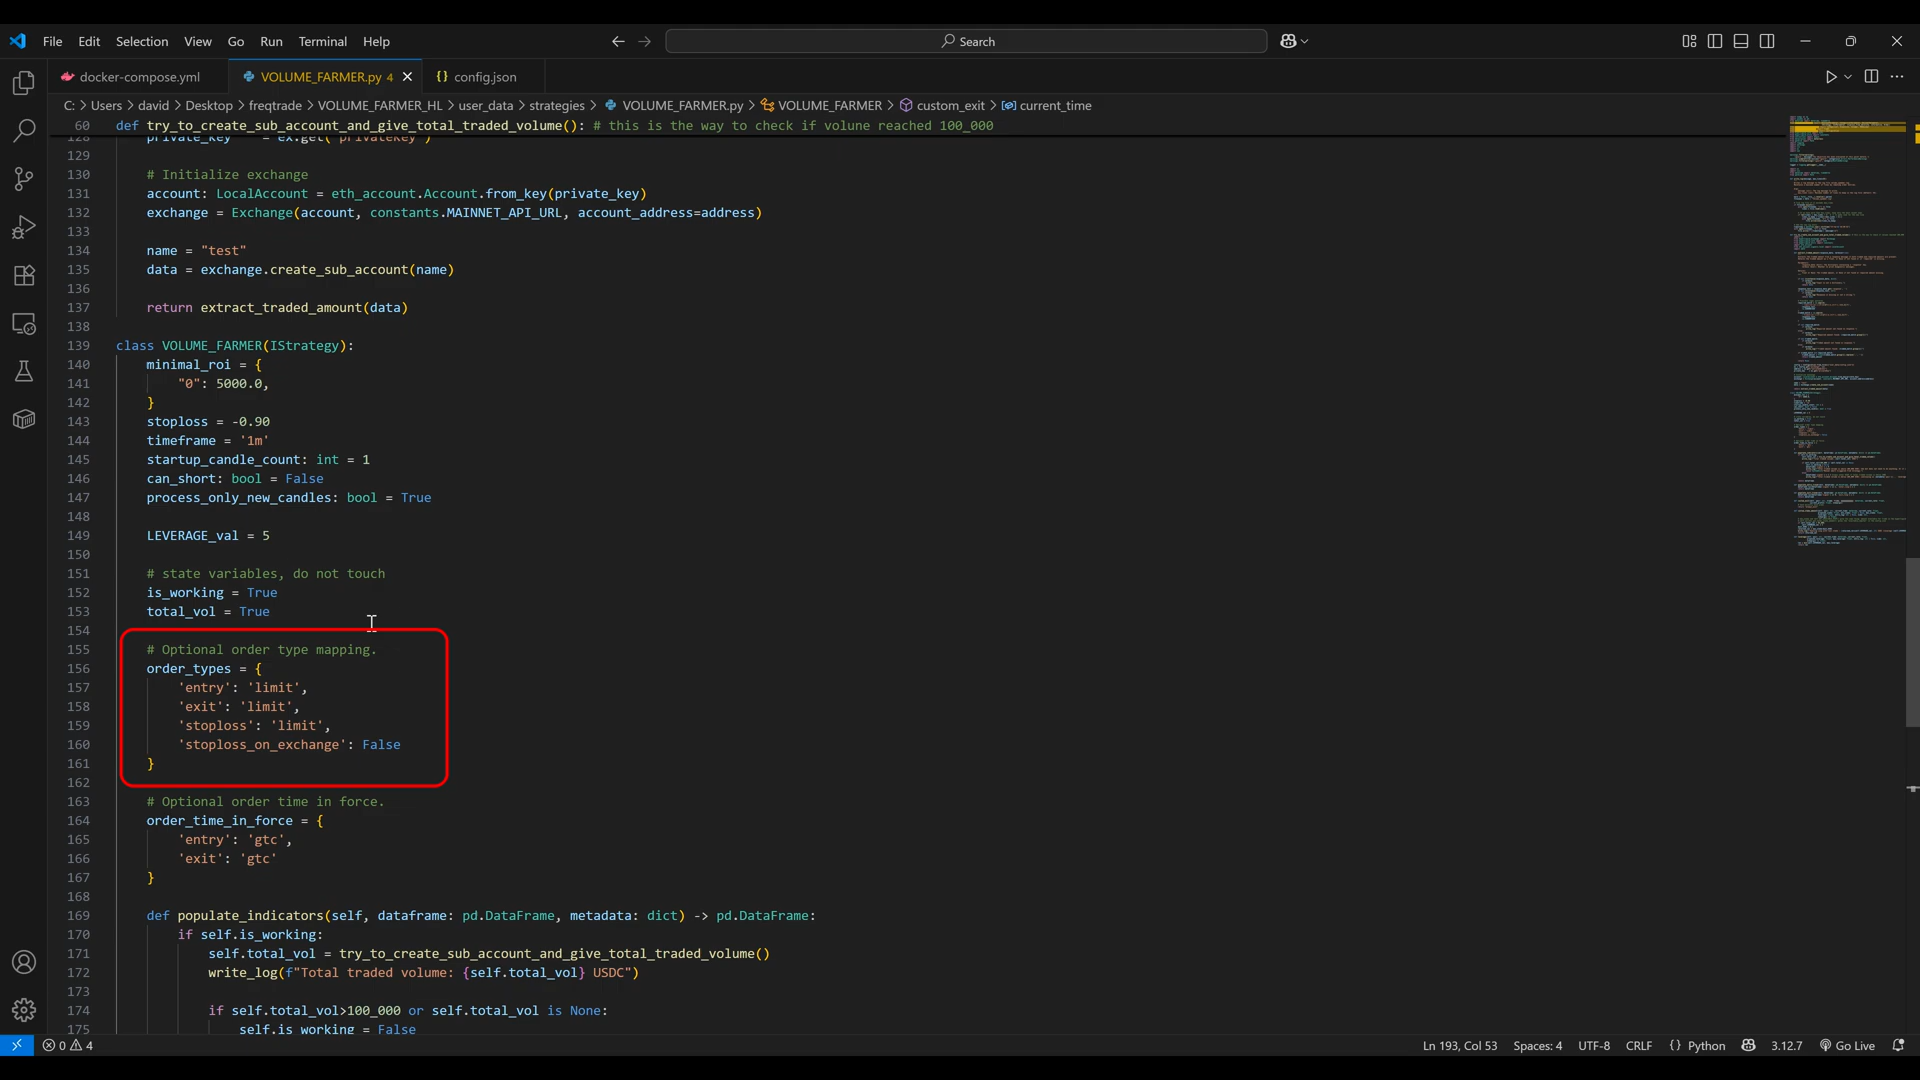 File Edit Selection View Go Run Terminal Help
Search
docker-compose.yml VOLUME_FARMER.py 4 config.json
C: > Users > david > Desktop > freqtrade > VOLUME_FARMER_HL > user_data > strategies > VOLUME_FARMER.py > VOLUME_FARMER > custom_exit > current_time
60 def try_to_create_sub_account_and_give_total_traded_volume(): # this is the way to check if volune reached 100_000
128 private_key = ex.get("privateKey")
129
130 # Initialize exchange
131 account: LocalAccount = eth_account.Account.from_key(private_key)
132 exchange = Exchange(account, constants.MAINNET_API_URL, account_address=address)
133
134 name = "test"
135 data = exchange.create_sub_account(name)
136
137 return extract_traded_amount(data)
138
139 class VOLUME_FARMER(IStrategy):
140 minimal_roi = {
141 "0": 5000.0,
142 }
143 stoploss = -0.90
144 timeframe = '1m'
145 startup_candle_count: int = 1
146 can_short: bool = False
147 process_only_new_candles: bool = True
148
149 LEVERAGE_val = 5
150
151 # state variables, do not touch
152 is_working = True
153 total_vol = True
154
155 # Optional order type mapping.
156 order_types = {
157 'entry': 'limit',
158 'exit': 'limit',
159 'stoploss': 'limit',
160 'stoploss_on_exchange': False
161 }
162
163 # Optional order time in force.
164 order_time_in_force = {
165 'entry': 'gtc',
166 'exit': 'gtc'
167 }
168
169 def populate_indicators(self, dataframe: pd.DataFrame, metadata: dict) -> pd.DataFrame:
170 if self.is_working:
171 self.total_vol = try_to_create_sub_account_and_give_total_traded_volume()
172 write_log(f"Total traded volume: {self.total_vol} USDC")
173
174 if self.total_vol>100_000 or self.total_vol is None:
175 self.is_working = False
0 4 Ln 193, Col 53 Spaces: 4 UTF-8 CRLF {} Python 3.12.7 Go Live